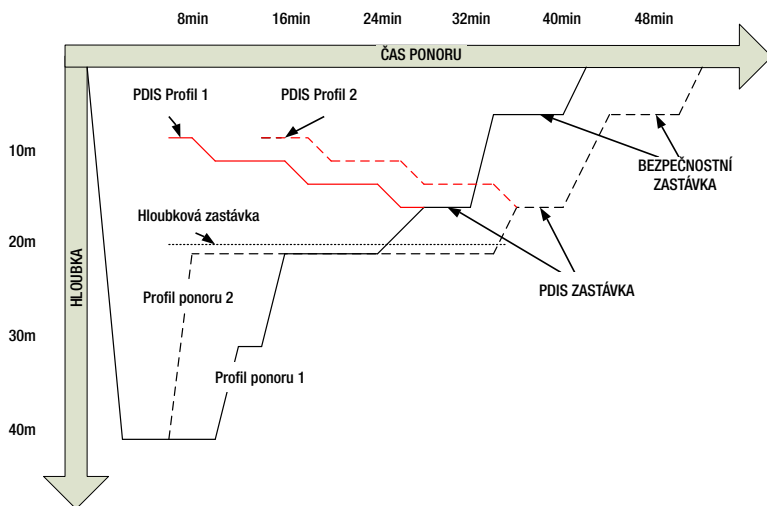 8min 16min 24min 32min 40min 48min
ČAS PONORU
PDIS Profil 1
PDIS Profil 2
10m
BEZPEČNOSTNÍ
ZASTÁVKA
Hloubková zastávka
20m
HLOUBKA
PDIS ZASTÁVKA
Profil ponoru 2
30m
Profil ponoru 1
40m